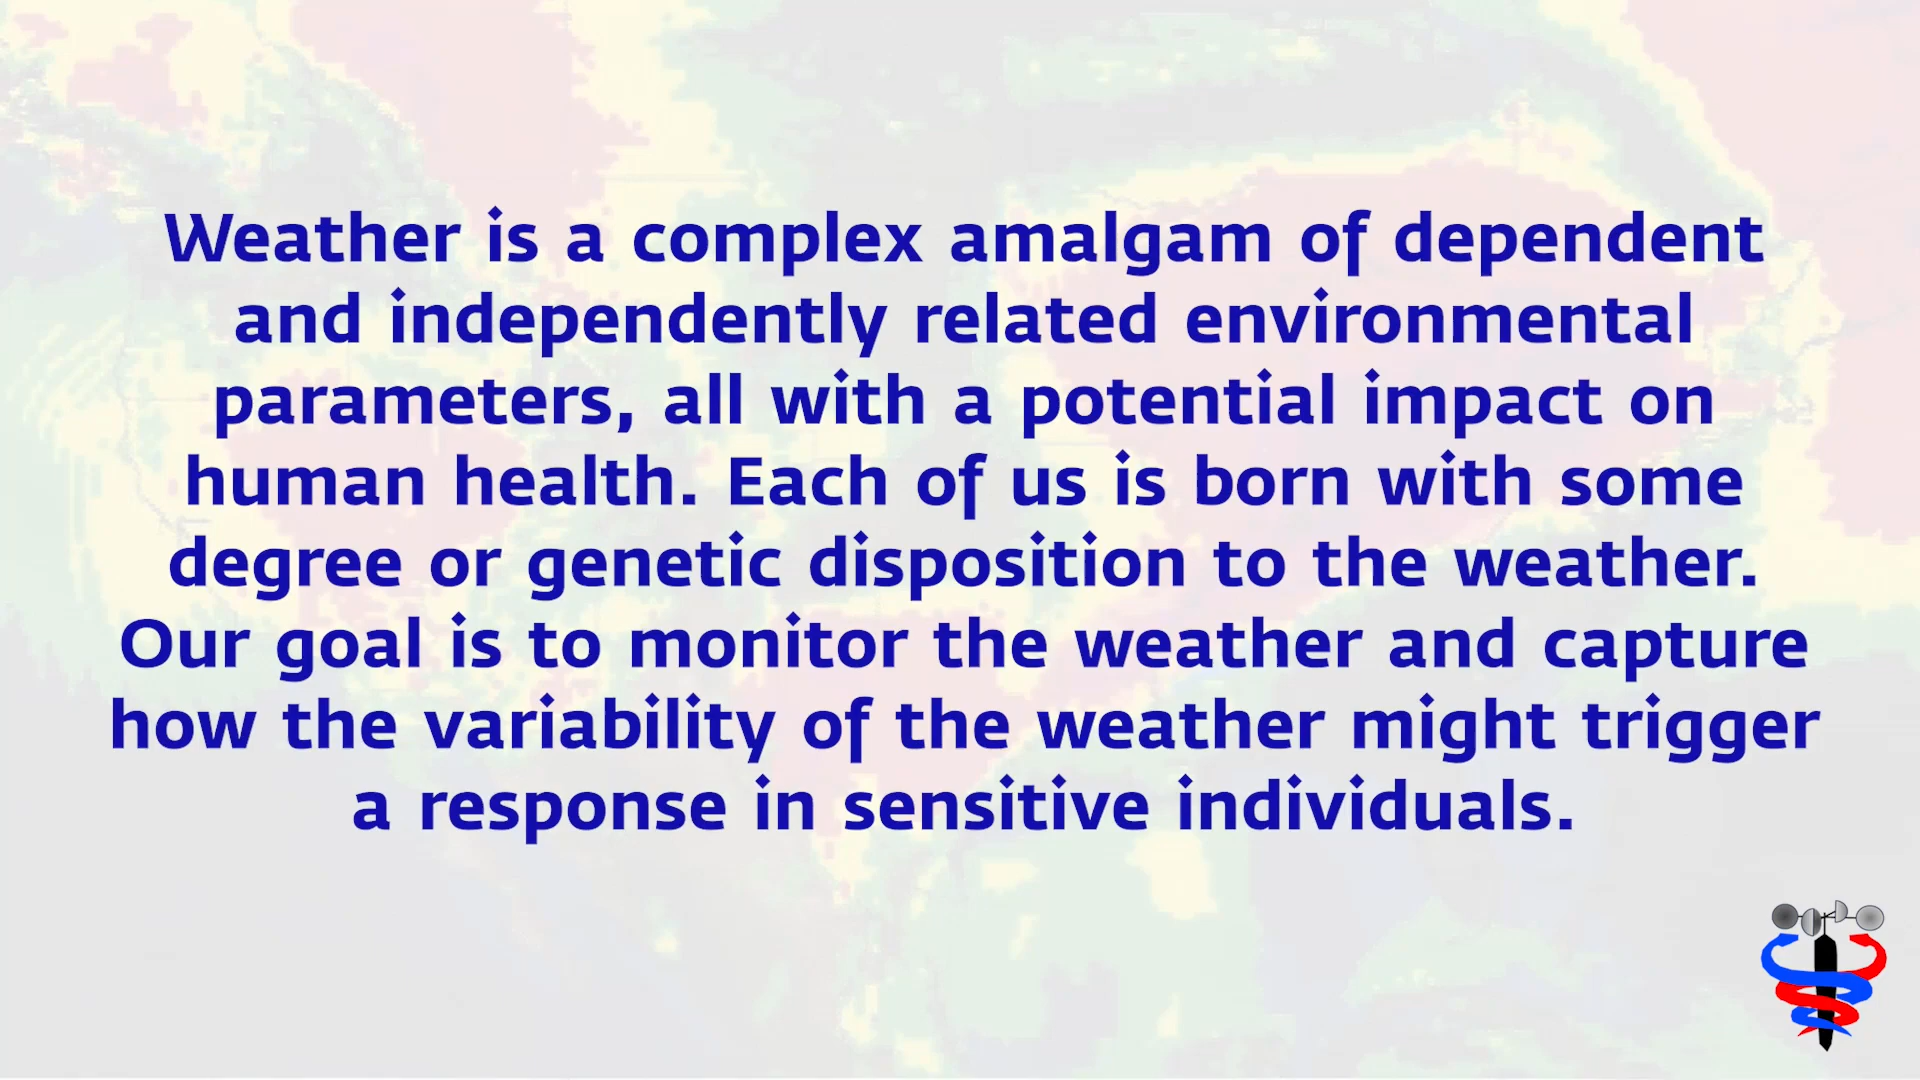 Weather is a complex amalgam of dependent
and independently related environmental
parameters, all with a potential impact on
human health. Each of us is born with some
degree or genetic disposition to the weather.
Our goal is to monitor the weather and capture
how the variability of the weather might trigger
a response in sensitive individuals.